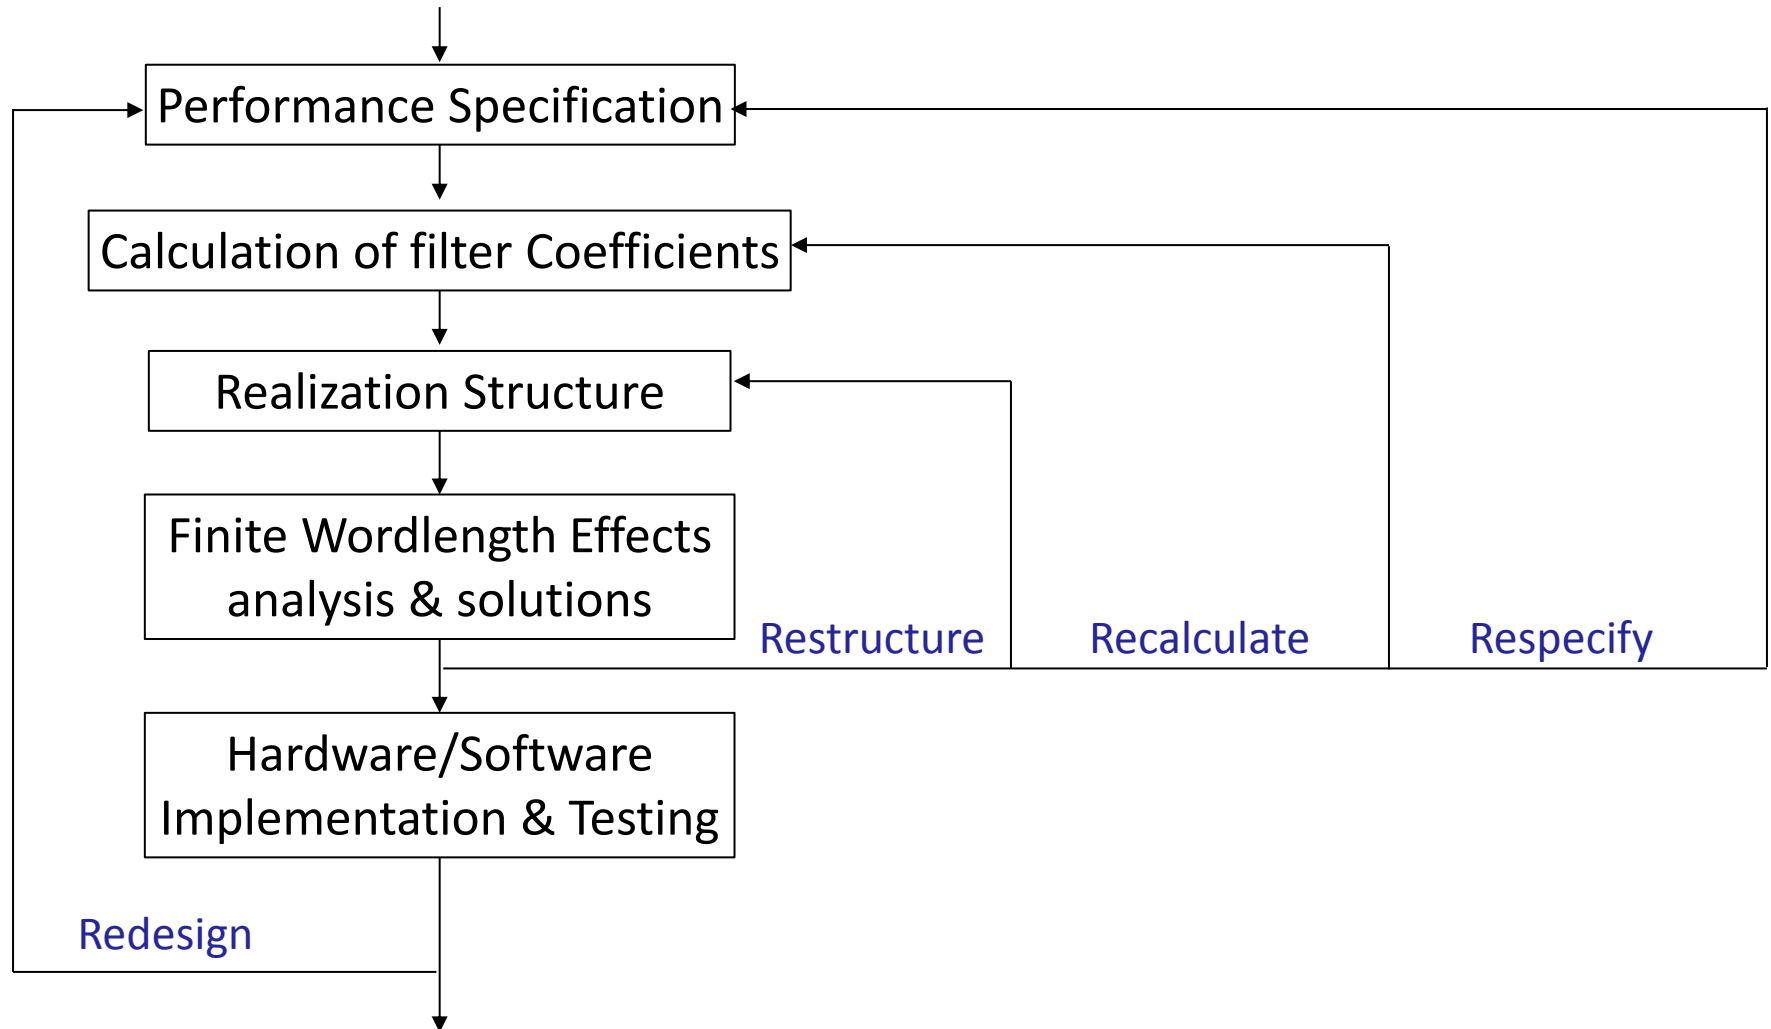 Performance Specification
Calculation of filter Coefficients
Realization Structure
Finite Wordlength Effects
analysis & solutions
Restructure
Recalculate
Respecify
Hardware/Software
Implementation & Testing
Redesign